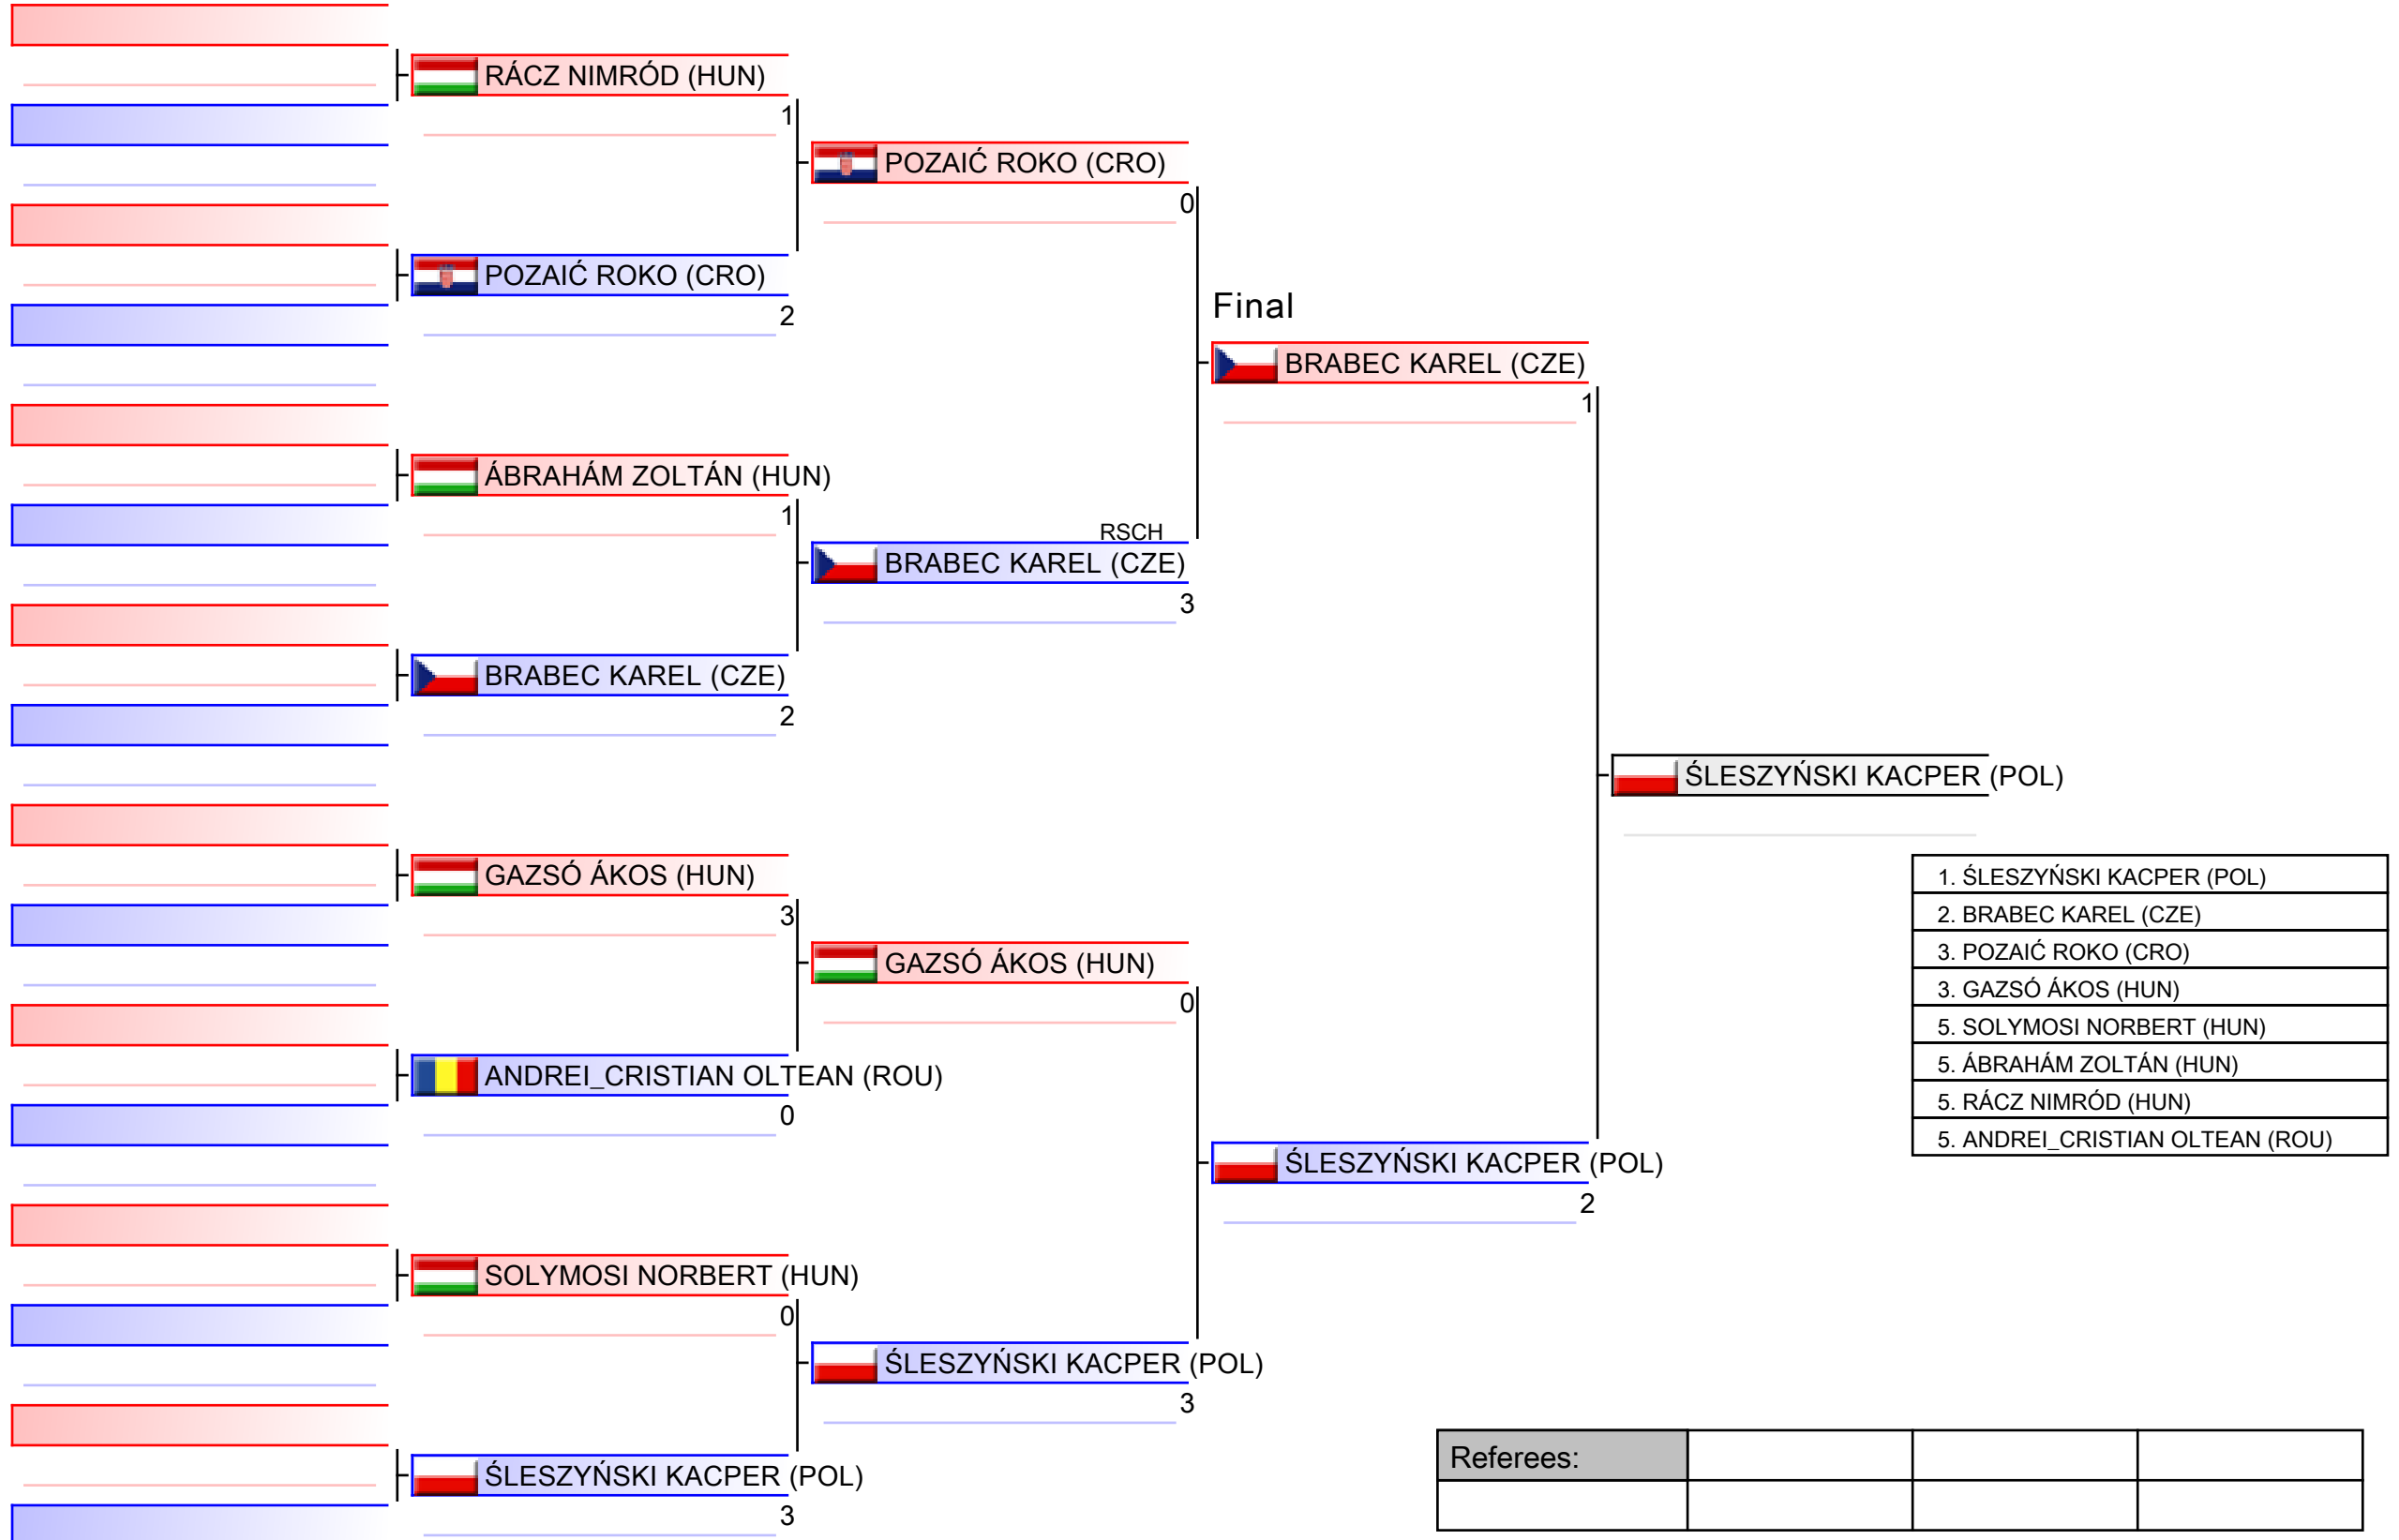 RÁCZ NIMRÓD (HUN)
1
POZAIĆ ROKO (CRO)
0
POZAIĆ ROKO (CRO)
2
Final
BRABEC KAREL (CZE)
1
ÁBRAHÁM ZOLTÁN (HUN)
1
RSCH
BRABEC KAREL (CZE)
3
BRABEC KAREL (CZE)
2
ŚLESZYŃSKI KACPER (POL)
GAZSÓ ÁKOS (HUN)
3
GAZSÓ ÁKOS (HUN)
0
ANDREI_CRISTIAN OLTEAN (ROU)
0
ŚLESZYŃSKI KACPER (POL)
2
SOLYMOSI NORBERT (HUN)
0
ŚLESZYŃSKI KACPER (POL)
3
ŚLESZYŃSKI KACPER (POL)
3
1. ŚLESZYŃSKI KACPER (POL)
2. BRABEC KAREL (CZE)
3. POZAIĆ ROKO (CRO)
3. GAZSÓ ÁKOS (HUN)
5. SOLYMOSI NORBERT (HUN)
5. ÁBRAHÁM ZOLTÁN (HUN)
5. RÁCZ NIMRÓD (HUN)
5. ANDREI_CRISTIAN OLTEAN (ROU)
Referees: